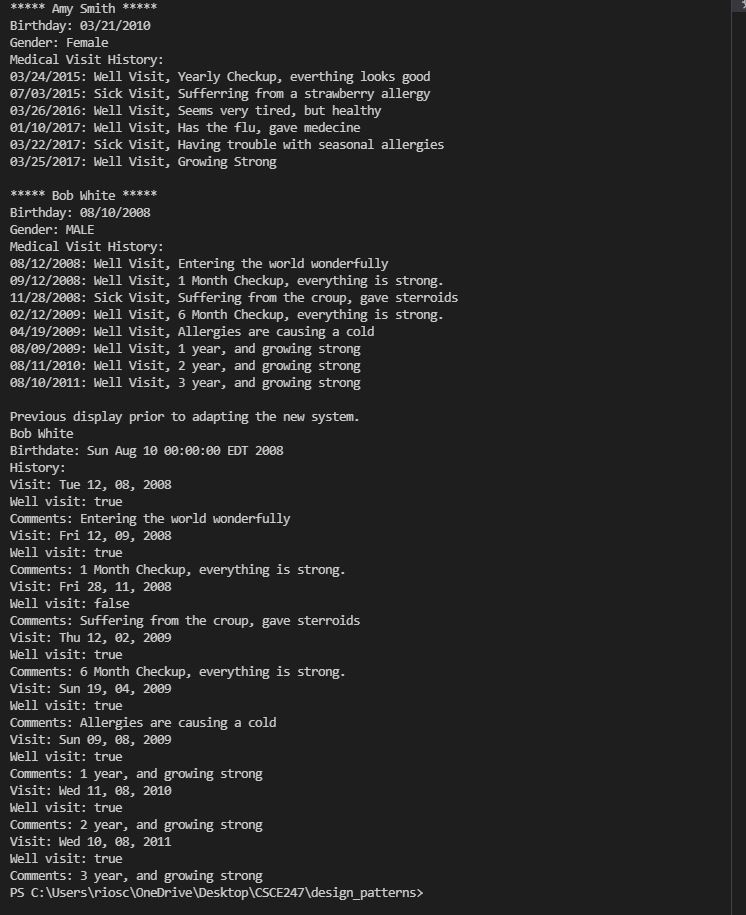 ***** Amy Smith *****
Birthday: 03/21/2010
Gender: Female
Medical Visit History:
03/24/2015: Well Visit, Yearly Checkup, everthing looks good
07/03/2015: Sick Visit, Sufferring from a strawberry allergy
03/26/2016: Well Visit, Seems very tired, but healthy
01/10/2017: Well Visit, Has the flu, gave medecine
03/22/2017: Sick Visit, Having trouble with seasonal allergies
03/25/2017: Well Visit, Growing Strong

***** Bob White *****
Birthday: 08/10/2008
Gender: MALE
Medical Visit History:
08/12/2008: Well Visit, Entering the world wonderfully
09/12/2008: Well Visit, 1 Month Checkup, everything is strong.
11/28/2008: Sick Visit, Suffering from the croup, gave sterroids
02/12/2009: Well Visit, 6 Month Checkup, everything is strong.
04/19/2009: Well Visit, Allergies are causing a cold
08/09/2009: Well Visit, 1 year, and growing strong
08/11/2010: Well Visit, 2 year, and growing strong
08/10/2011: Well Visit, 3 year, and growing strong

Previous display prior to adapting the new system.
Bob White
Birthdate: Sun Aug 10 00:00:00 EDT 2008
History:
Visit: Tue 12, 08, 2008
Well visit: true
Comments: Entering the world wonderfully
Visit: Fri 12, 09, 2008
Well visit: true
Comments: 1 Month Checkup, everything is strong.
Visit: Fri 28, 11, 2008
Well visit: false
Comments: Suffering from the croup, gave sterroids
Visit: Thu 12, 02, 2009
Well visit: true
Comments: 6 Month Checkup, everything is strong.
Visit: Sun 19, 04, 2009
Well visit: true
Comments: Allergies are causing a cold
Visit: Sun 09, 08, 2009
Well visit: true
Comments: 1 year, and growing strong
Visit: Wed 11, 08, 2010
Well visit: true
Comments: 2 year, and growing strong
Visit: Wed 10, 08, 2011
Well visit: true
Comments: 3 year, and growing strong
PS C:\Users\riosc\OneDrive\Desktop\CSCE247\design_patterns>